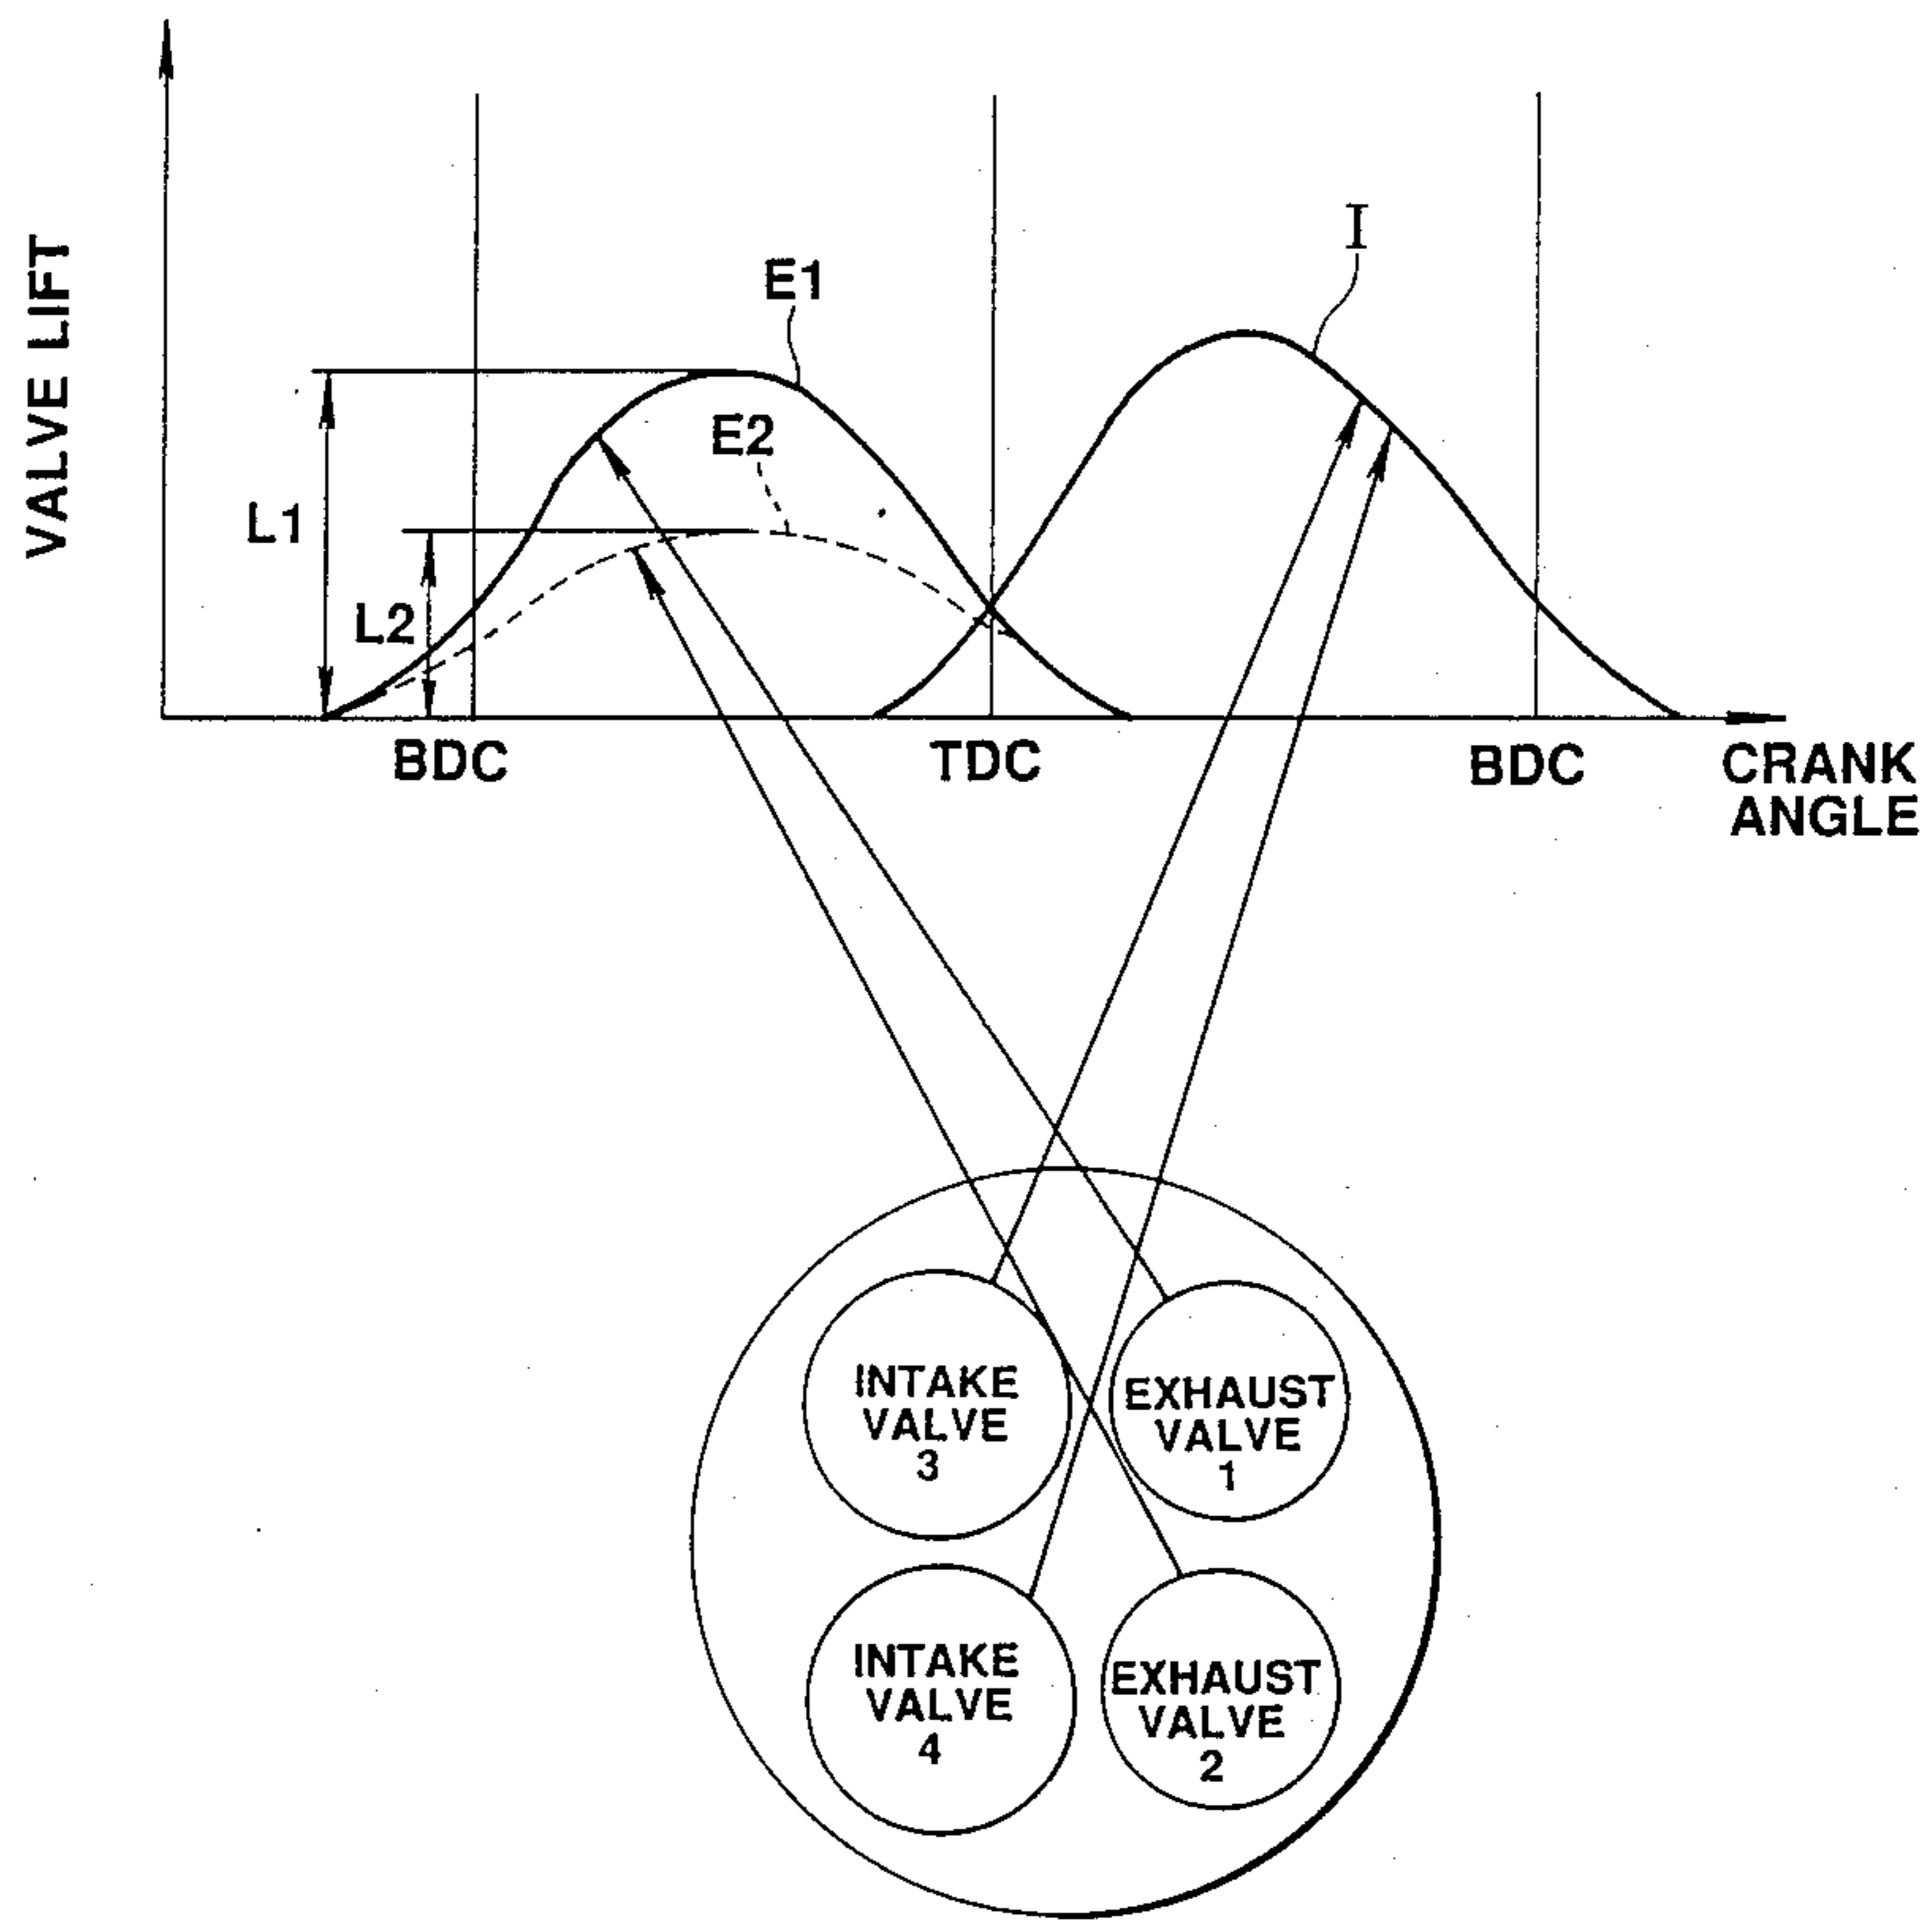 VALVE LIFT
I
E1
E2
L1
L2
BDC
TDC
BDC
CRANK
ANGLE
INTAKE
VALVE
3
EXHAUST
VALVE
1
INTAKE
VALVE
4
EXHAUST
VALVE
2